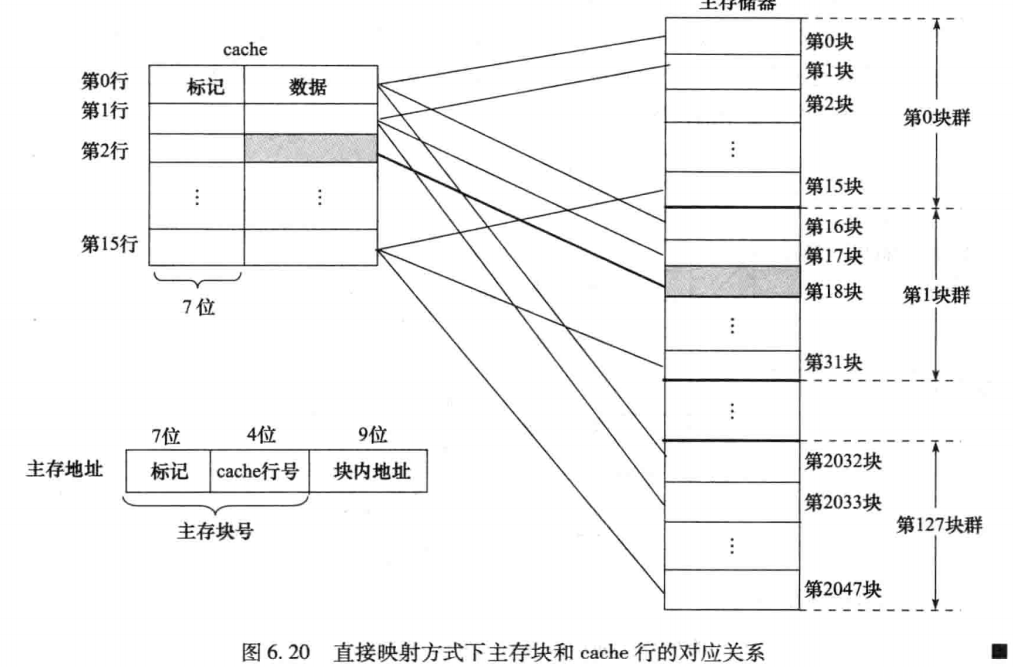 主存储器
cache
第0行
标记
数据
第1行
第2行
⋮
⋮
第15行
7位
第0块
第1块
第2块
⋮
第15块
第16块
第17块
第18块
⋮
第31块
⋮
第2032块
第2033块
⋮
第2047块
第0块群
第1块群
第127块群
7位
4位
9位
主存地址
标记
cache行号
块内地址
主存块号
图 6.20 直接映射方式下主存块和 cache 行的对应关系